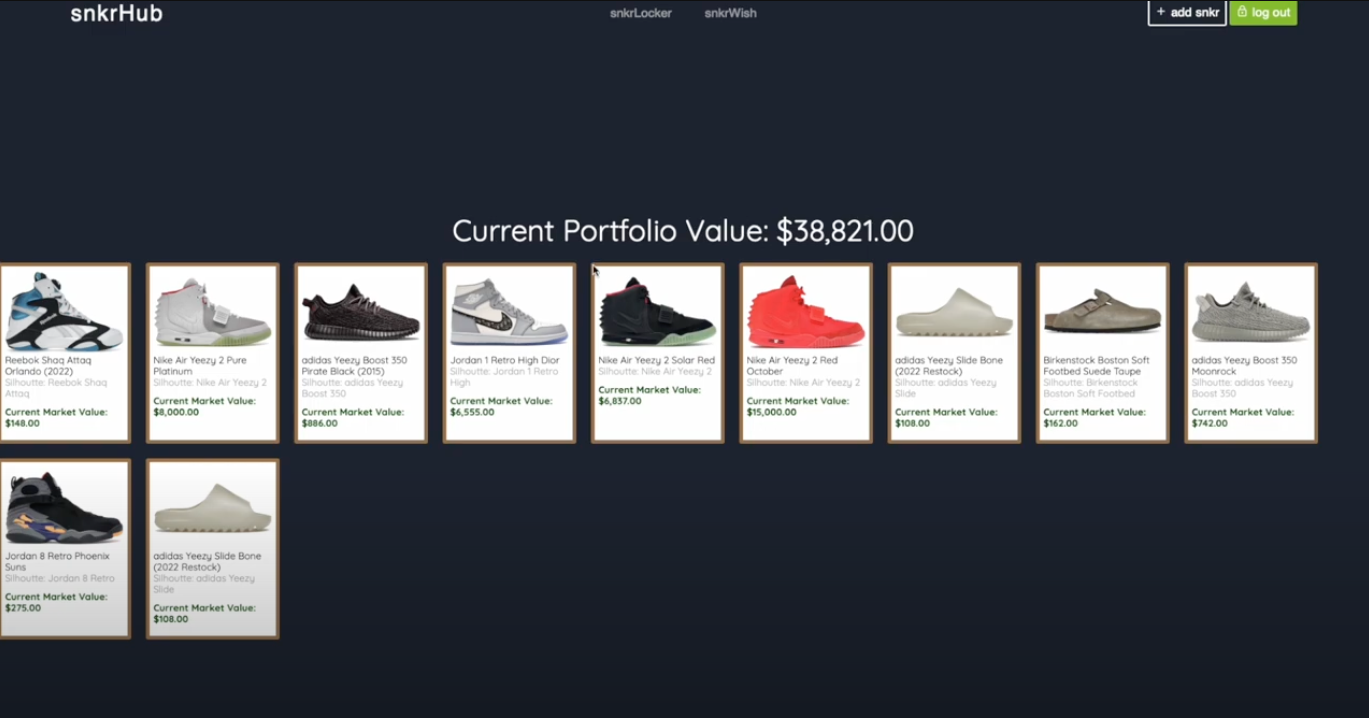 snkrHub
snkrLocker
snkrWish
+ add snkr
log out
Current Portfolio Value: $38,821.00
Reebok Shaq Attaq
Orlando (2022)
Silhoutte: Reebok Shaq
Attaq
Current Market Value:
$148.00
Nike Air Yeezy 2 Pure
Platinum
Silhoutte: Nike Air Yeezy 2
Current Market Value:
$8,000.00
adidas Yeezy Boost 350
Pirate Black (2015)
Silhoutte: adidas Yeezy
Boost 350
Current Market Value:
$886.00
Jordan 1 Retro High Dior
Silhoutte: Jordan 1 Retro
High
Current Market Value:
$6,555.00
Nike Air Yeezy 2 Solar Red
Silhoutte: Nike Air Yeezy 2
Current Market Value:
$6,837.00
Nike Air Yeezy 2 Red
October
Silhoutte: Nike Air Yeezy 2
Current Market Value:
$15,000.00
adidas Yeezy Slide Bone
(2022 Restock)
Silhoutte: adidas Yeezy
Slide
Current Market Value:
$108.00
Birkenstock Boston Soft
Footbed Suede Taupe
Silhoutte: Birkenstock
Boston Soft Footbed
Current Market Value:
$162.00
adidas Yeezy Boost 350
Moonrock
Silhoutte: adidas Yeezy
Boost 350
Current Market Value:
$742.00
Jordan 8 Retro Phoenix
Suns
Silhoutte: Jordan 8 Retro
Current Market Value:
$275.00
adidas Yeezy Slide Bone
(2022 Restock)
Silhoutte: adidas Yeezy
Slide
Current Market Value:
$108.00